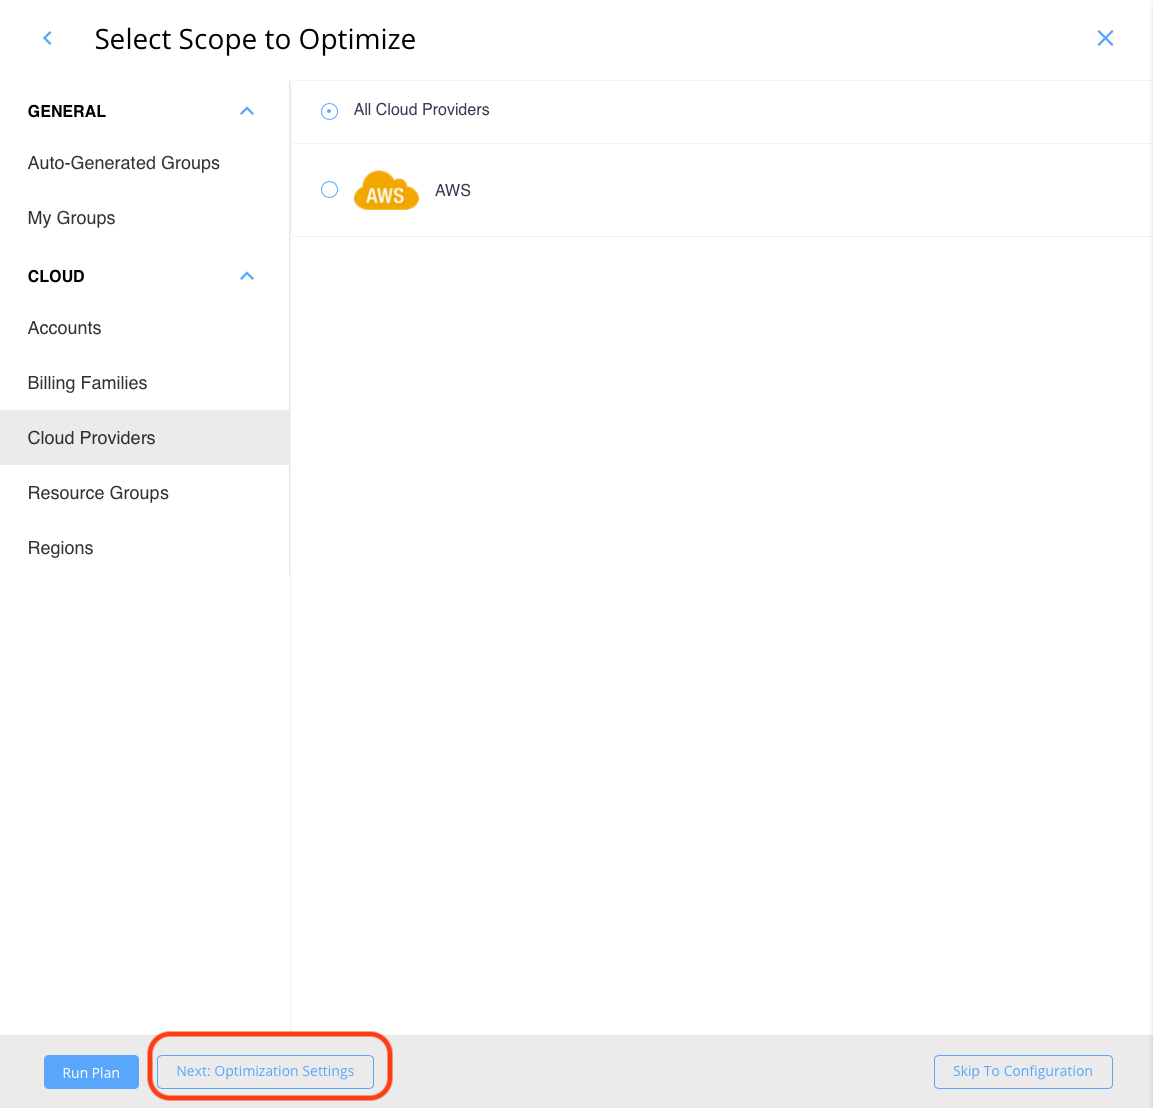 Select Scope to Optimize
GENERAL
Auto-Generated Groups
My Groups
CLOUD
Accounts
Billing Families
Cloud Providers
Resource Groups
Regions
All Cloud Providers
AWS AWS
Run Plan
Next: Optimization Settings
Skip To Configuration